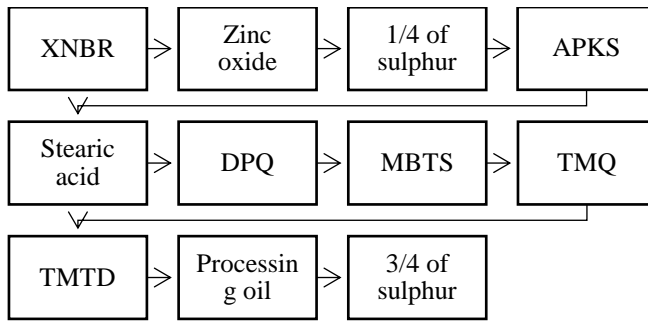 XNBR
Zinc
oxide
1/4 of
sulphur
APKS
Stearic
acid
DPQ
MBTS
TMQ
TMTD
Processin
g oil
3/4 of
sulphur